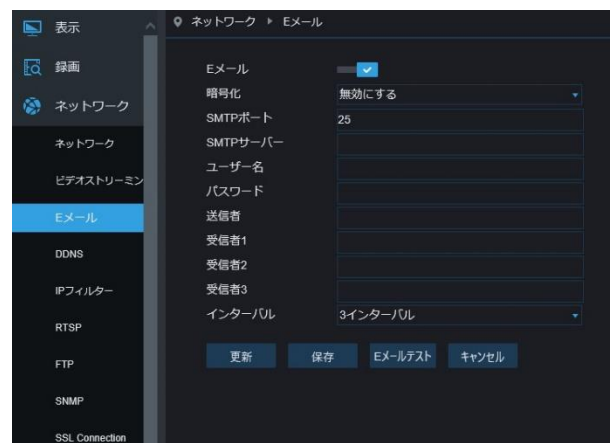 表示
録画
ネットワーク
ネットワーク
ビデオストリーミン
Eメール
DDNS
IPフィルター
RTSP
FTP
SNMP
SSL Connection
ネットワーク ▶ Eメール
Eメール
暗号化 無効にする
SMTPポート 25
SMTPサーバー
ユーザー名
パスワード
送信者
受信者1
受信者2
受信者3
インターバル 3インターバル
更新 保存 Eメールテスト キャンセル